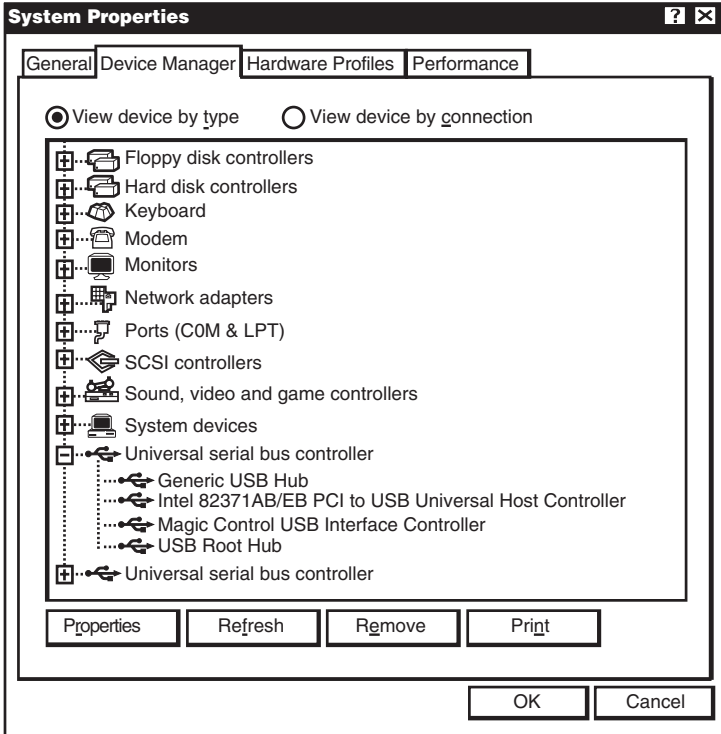 System Properties
General Device Manager Hardware Profiles Performance
View device by type View device by connection
Floppy disk controllers
Hard disk controllers
Keyboard
Modem
Monitors
Network adapters
Ports (C0M & LPT)
SCSI controllers
Sound, video and game controllers
System devices
Universal serial bus controller
Generic USB Hub
Intel 82371AB/EB PCI to USB Universal Host Controller
Magic Control USB Interface Controller
USB Root Hub
Universal serial bus controller
Properties Refresh Remove Print
OK Cancel